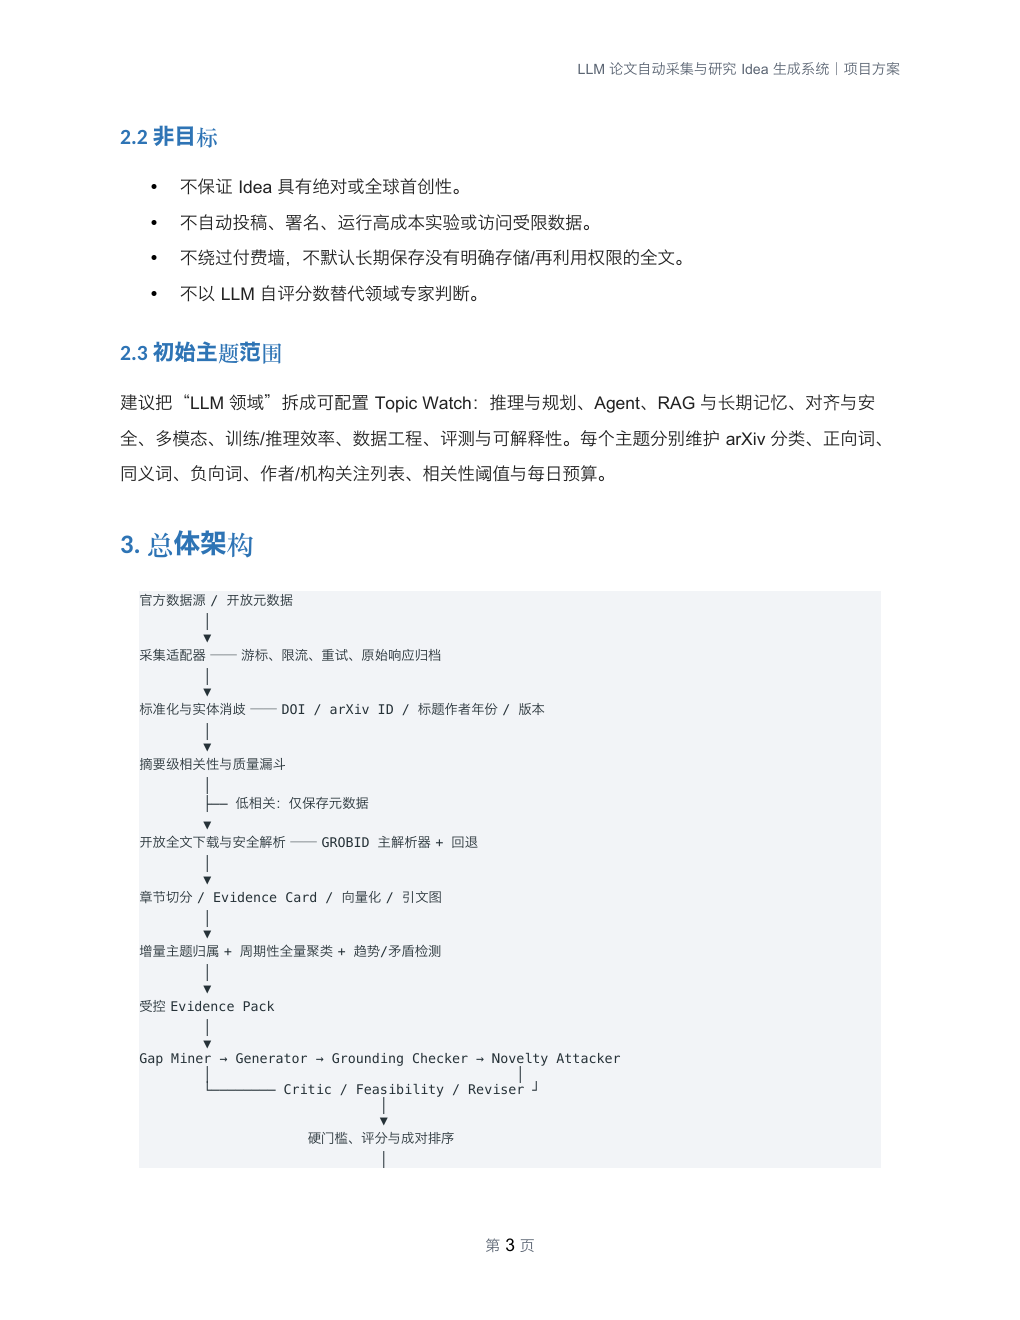 LLM 论文自动采集与研究 Idea 生成系统｜项目方案
2.2 非目标
• 不保证 Idea 具有绝对或全球首创性。
• 不自动投稿、署名、运行高成本实验或访问受限数据。
• 不绕过付费墙，不默认长期保存没有明确存储/再利用权限的全文。
• 不以 LLM 自评分数替代领域专家判断。
2.3 初始主题范围
建议把“LLM 领域”拆成可配置 Topic Watch：推理与规划、Agent、RAG 与长期记忆、对齐与安
全、多模态、训练/推理效率、数据工程、评测与可解释性。每个主题分别维护 arXiv 分类、正向词、
同义词、负向词、作者/机构关注列表、相关性阈值与每日预算。
3. 总体架构
官方数据源 / 开放元数据
│
▼
采集适配器 ── 游标、限流、重试、原始响应归档
│
▼
标准化与实体消歧 ── DOI / arXiv ID / 标题作者年份 / 版本
│
▼
摘要级相关性与质量漏斗
│
├── 低相关：仅保存元数据
▼
开放全文下载与安全解析 ── GROBID 主解析器 + 回退
│
▼
章节切分 / Evidence Card / 向量化 / 引文图
│
▼
增量主题归属 + 周期性全量聚类 + 趋势/矛盾检测
│
▼
受控 Evidence Pack
│
▼
Gap Miner → Generator → Grounding Checker → Novelty Attacker
│ │
└──────── Critic / Feasibility / Reviser ┘
│
▼
硬门槛、评分与成对排序
│
第 3 页